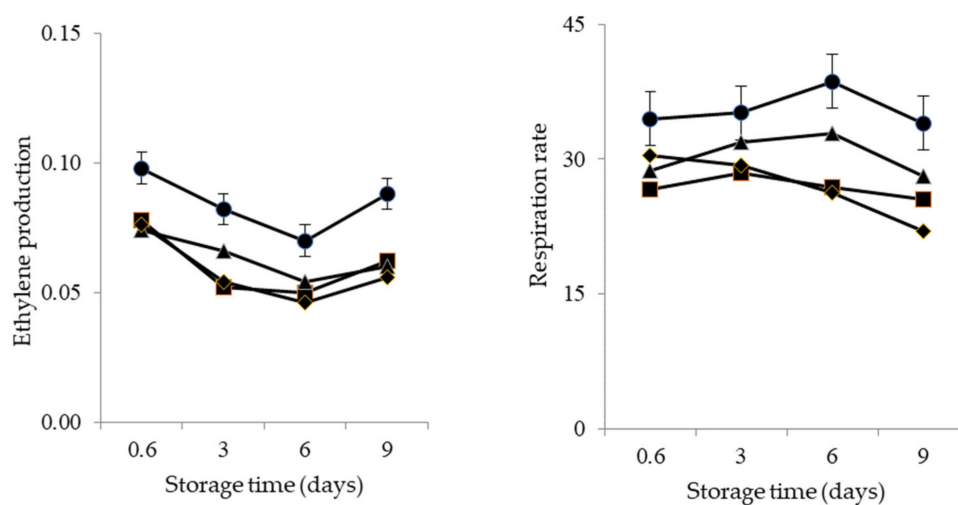 Ethylene production
0.15
0.10
0.05
0.00
0.6 3 6 9
Storage time (days)
Respiration rate
45
30
15
0
0.6 3 6 9
Storage time (days)